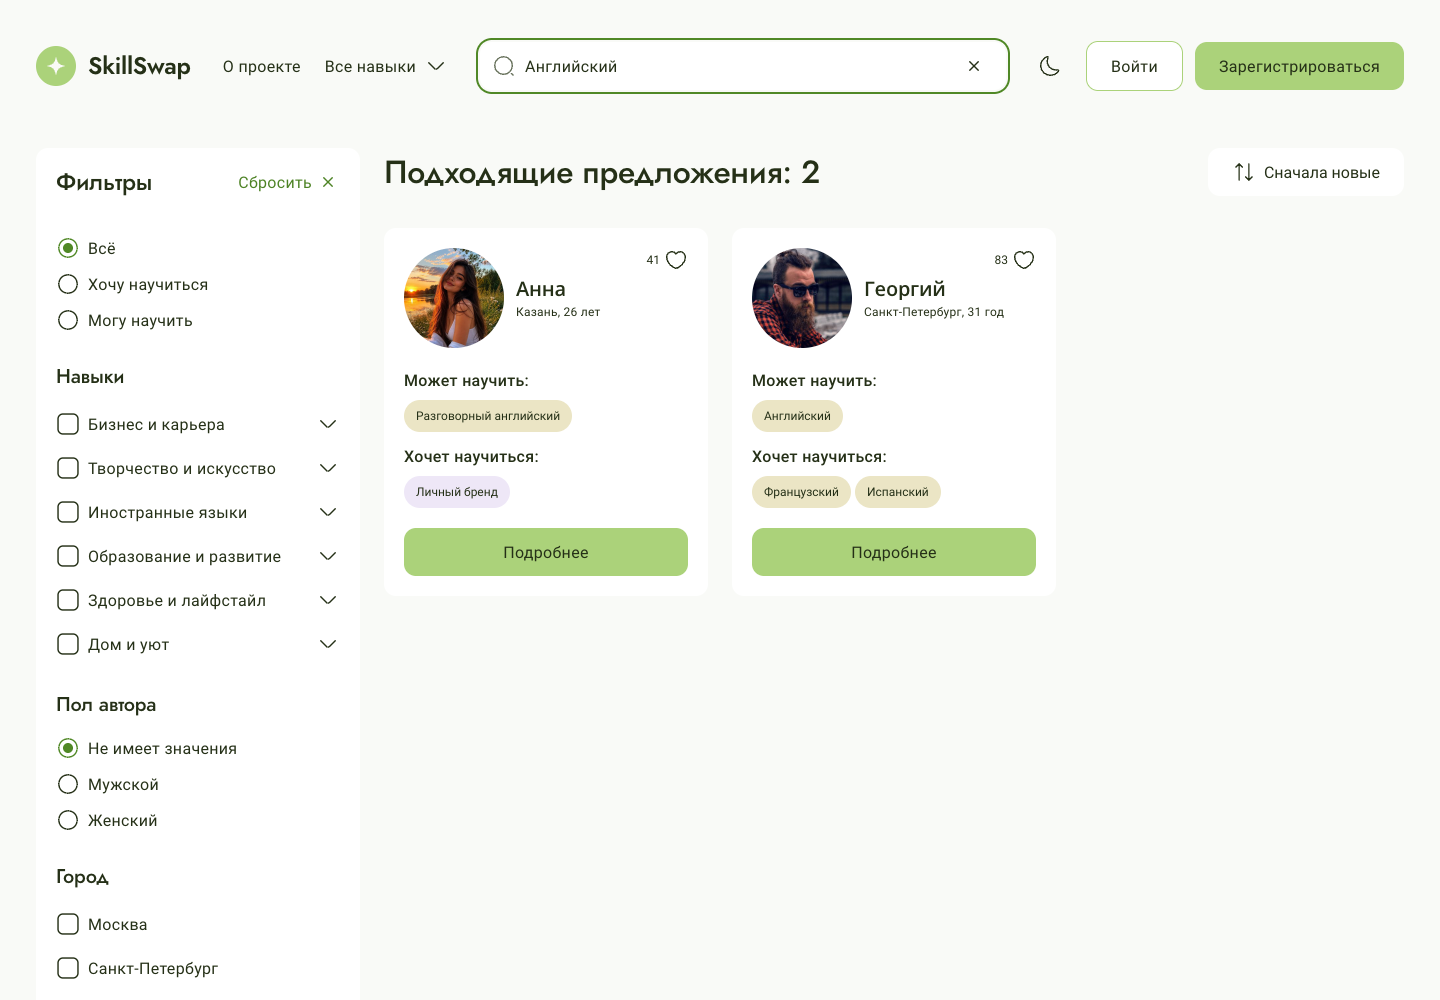 SkillSwap
О проекте
Все навыки
Английский
Войти
Зарегистрироваться
Фильтры
Сбросить
Всё
Хочу научиться
Могу научить
Навыки
Бизнес и карьера
Творчество и искусство
Иностранные языки
Образование и развитие
Здоровье и лайфстайл
Дом и уют
Пол автора
Не имеет значения
Мужской
Женский
Город
Москва
Санкт-Петербург
Подходящие предложения: 2
Сначала новые
41
Анна
Казань, 26 лет
Может научить:
Разговорный английский
Хочет научиться:
Личный бренд
Подробнее
83
Георгий
Санкт-Петербург, 31 год
Может научить:
Английский
Хочет научиться:
Французский
Испанский
Подробнее